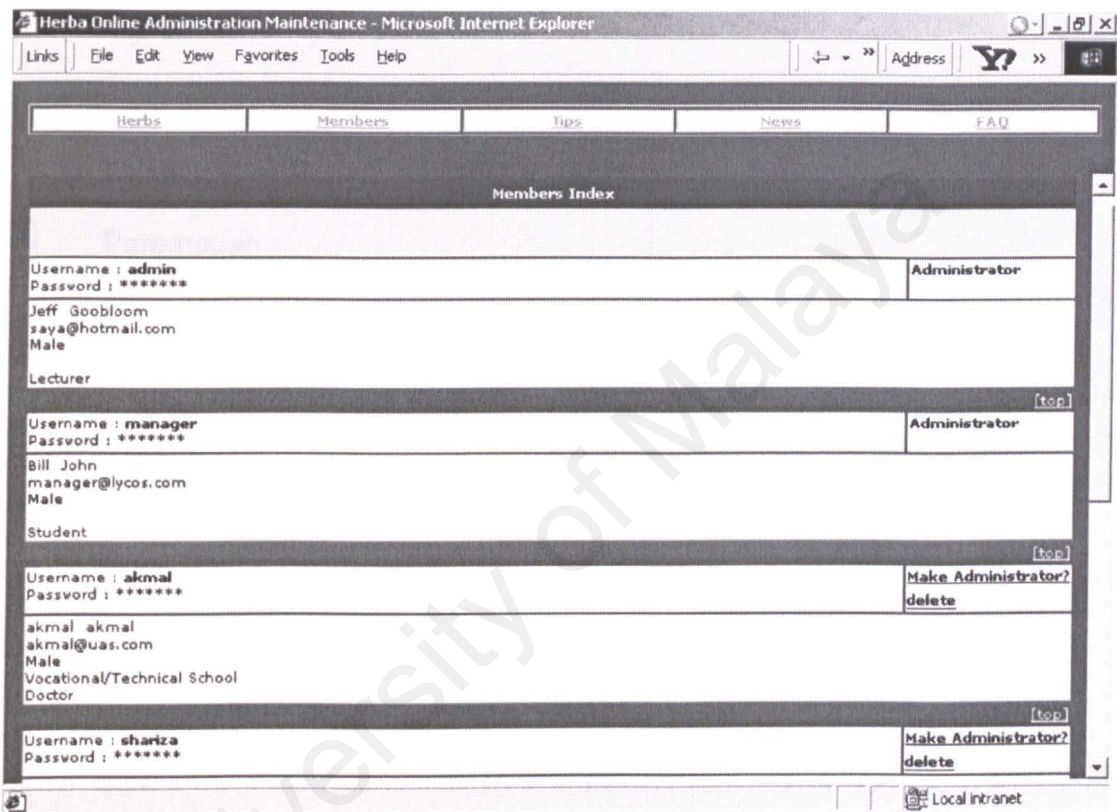 Herba Online Administration Maintenance - Microsoft Internet Explorer
Links File Edit View Favorites Tools Help » Address Y? »
Herbs Members Tips News FAQ
Members Index
Username : admin Administrator
Password : *******
Jeff Goobloom
saya@hotmail.com
Male
Lecturer
[top]
Username : manager Administrator
Password : *******
Bill John
manager@lycos.com
Male
Student
[top]
Username : akmal Make Administrator?
Password : ******* delete
akmal akmal
akmal@uas.com
Male
Vocational/Technical School
Doctor
[top]
Username : shariza Make Administrator?
Password : ******* delete
Local intranet
University of Malaya